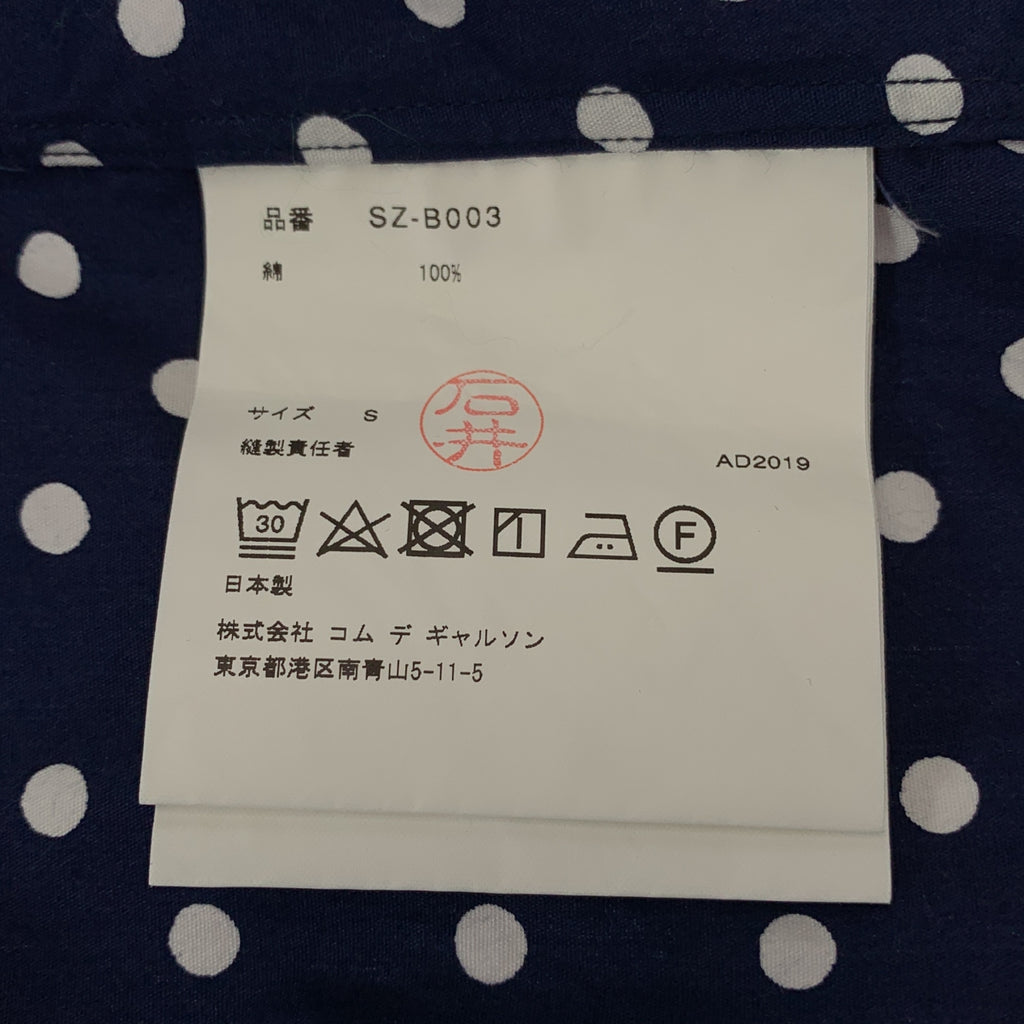 品番 SZ-B003
綿 100%
サイズ S
縫製責任者 石井
AD2019
30 F
日本製
株式会社 コム デ ギャルソン
東京都港区南青山5-11-5